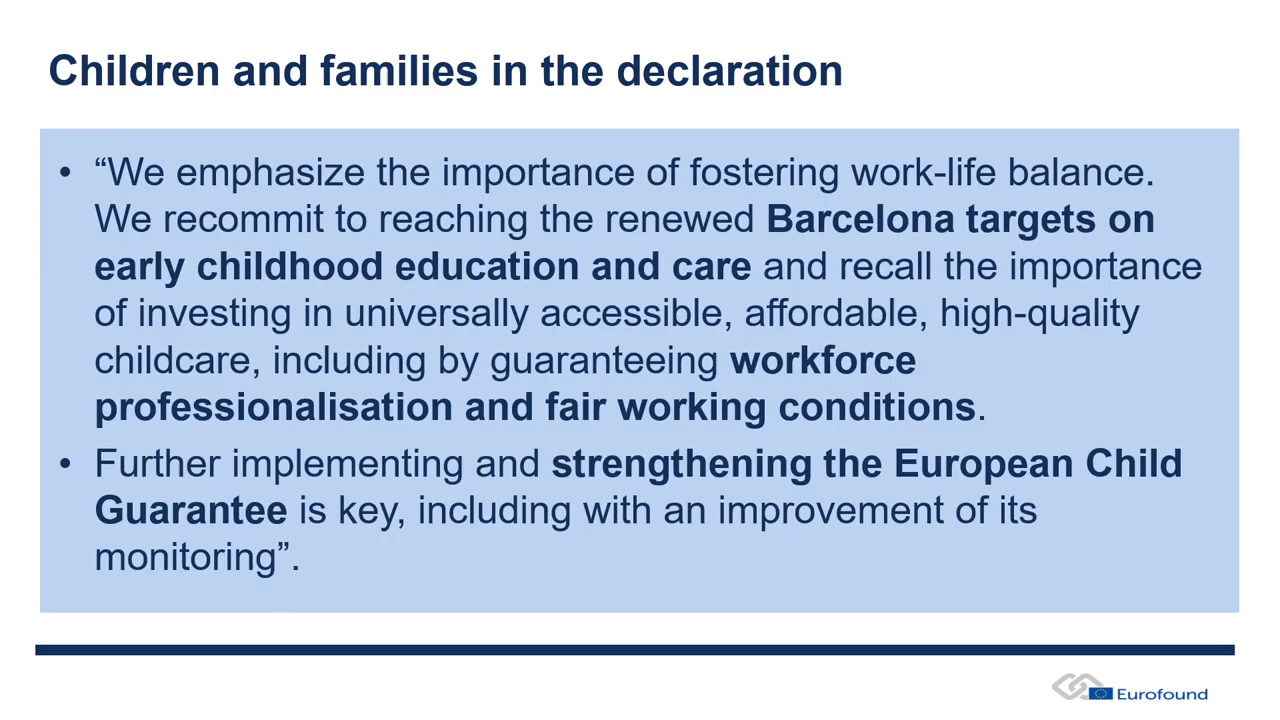 Children and families in the declaration
• “We emphasize the importance of fostering work-life balance.
We recommit to reaching the renewed Barcelona targets on
early childhood education and care and recall the importance
of investing in universally accessible, affordable, high-quality
childcare, including by guaranteeing workforce
professionalisation and fair working conditions.
• Further implementing and strengthening the European Child
Guarantee is key, including with an improvement of its
monitoring”.
Eurofound